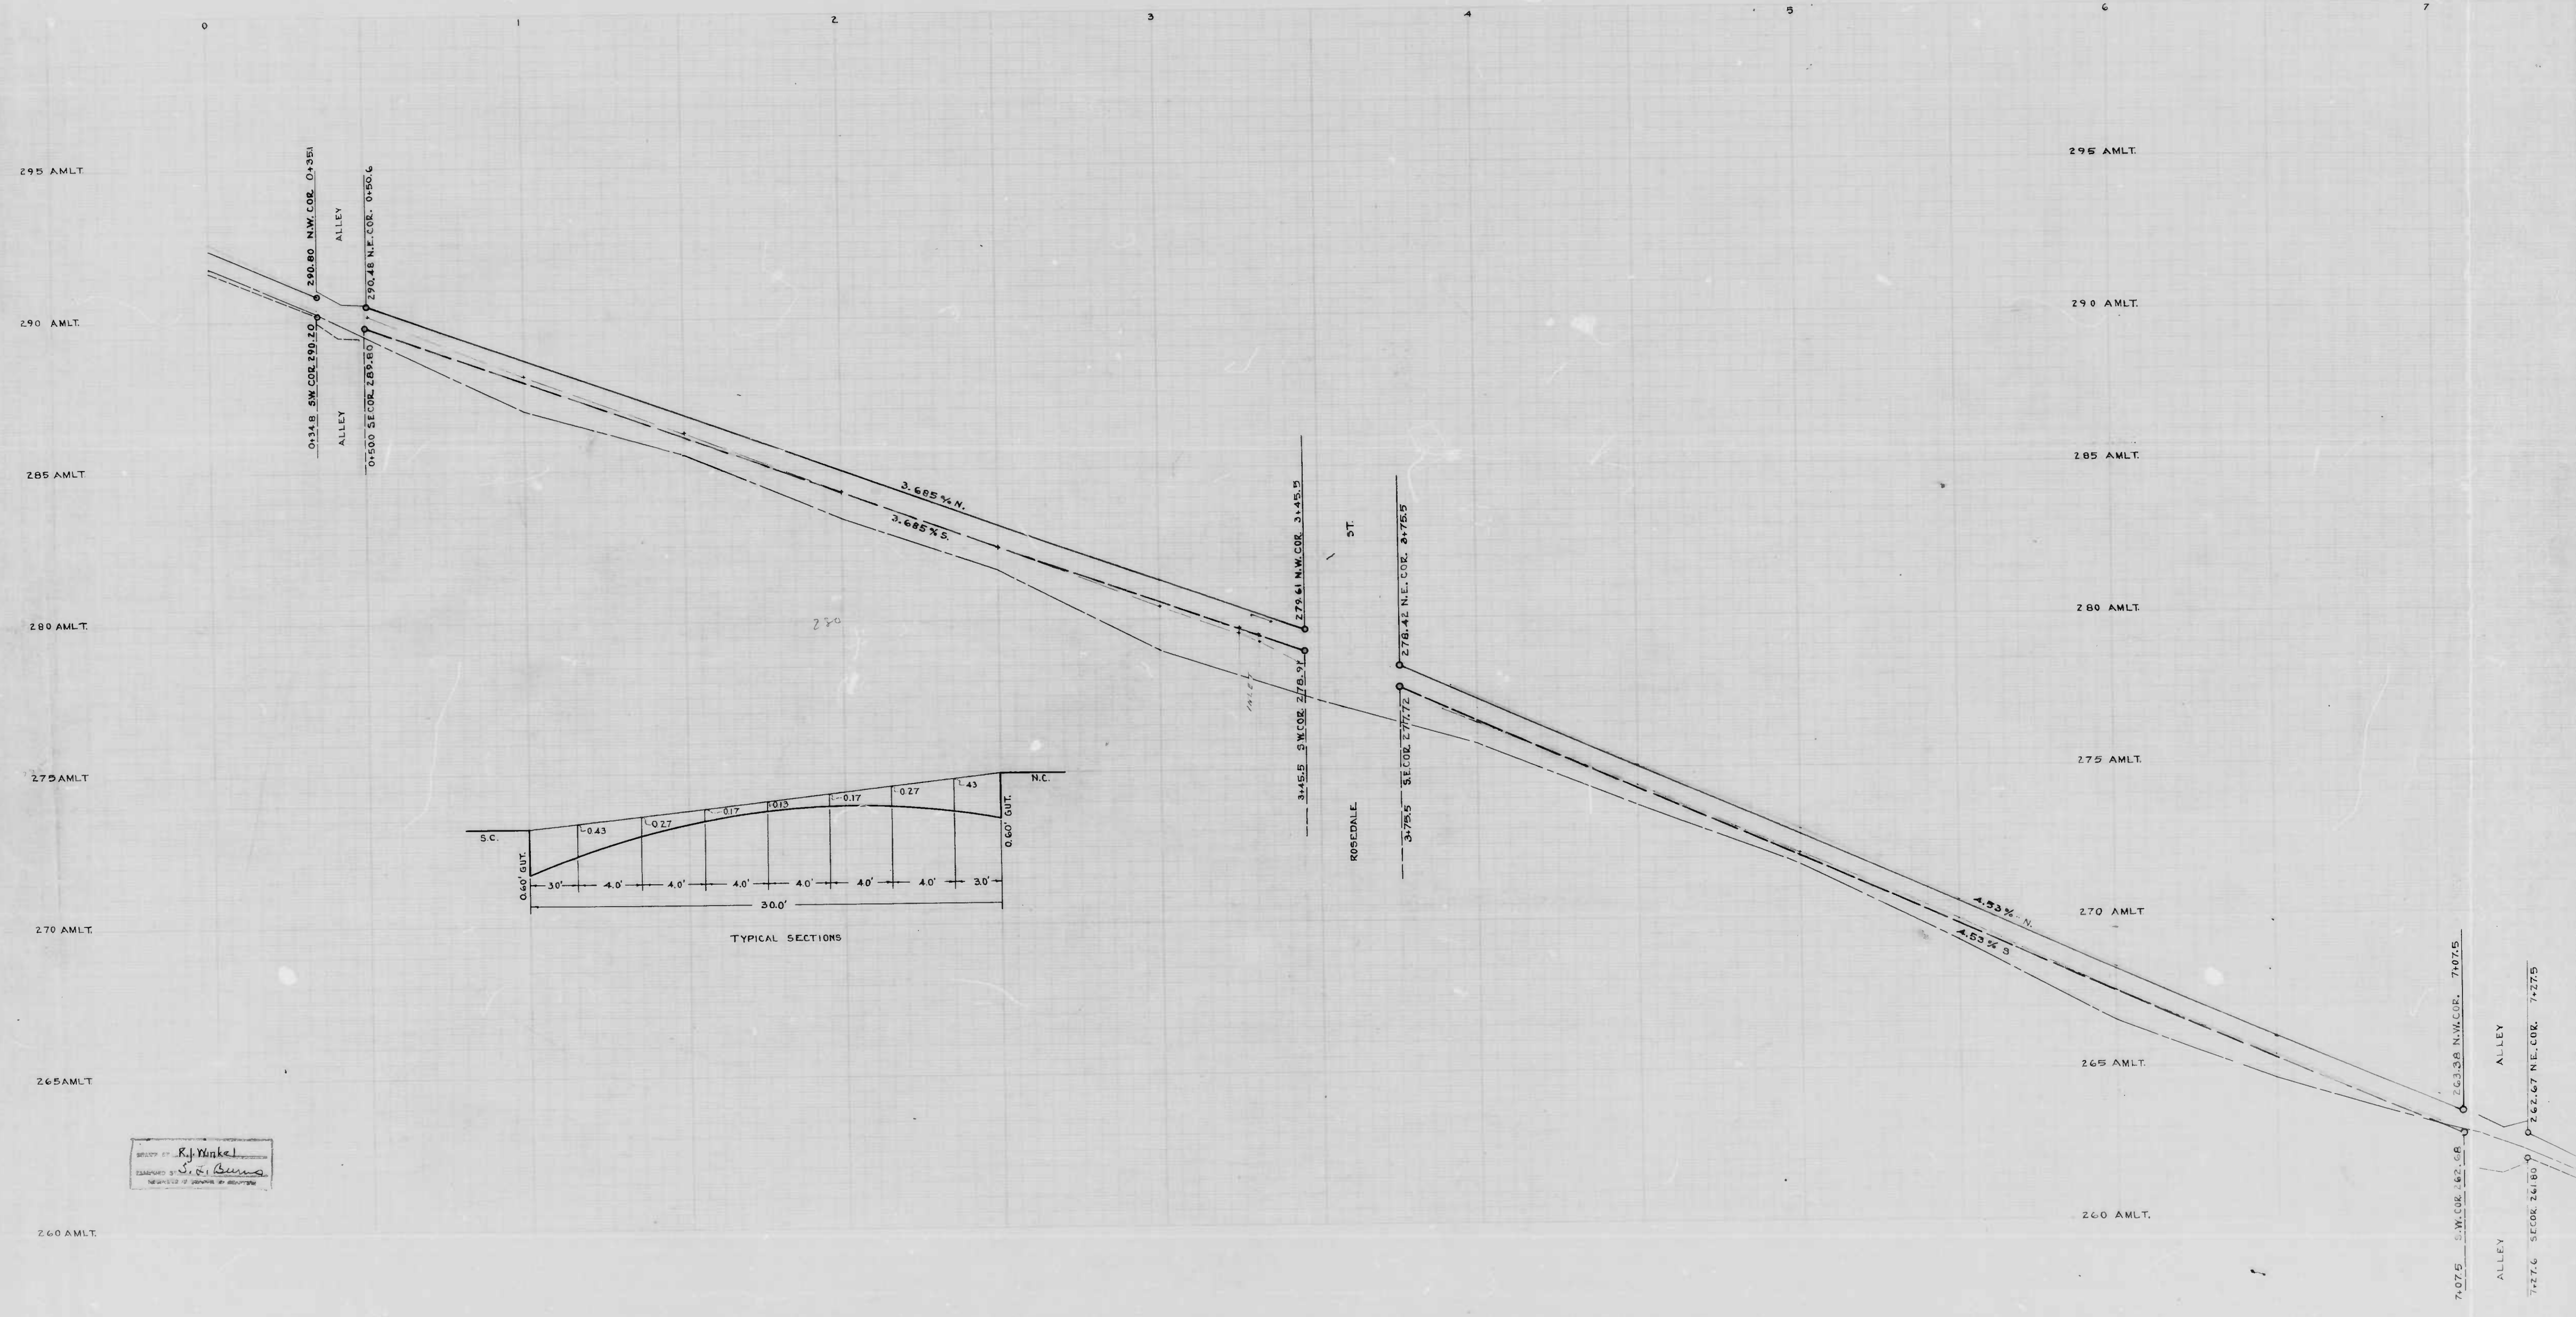 0 1 2 3 4 5 6 7
295 AMLT.
290 AMLT.
285 AMLT.
280 AMLT.
275 AMLT
270 AMLT.
265 AMLT.
260 AMLT.
290.80 N.W. COR 0+35.1
ALLEY
290.48 N.E. COR. 0+50.6
0+34.8 S.W COR 290.20
ALLEY
0+50.0 S.E COR 289.80
3.685% N.
3.685% S.
280
INLET
279.61 N.W. COR 3+45.5
3+45.5 S.W COR 278.91
ST.
ROSEDALE
278.42 N.E. COR. 3+75.5
3+75.5 S.E. COR 277.72
S.C.
0.43
0.27
0.17
0.13
0.17
0.27
.43
N.C.
0.60' GUT.
0.60' GUT.
3.0' 4.0' 4.0' 4.0' 4.0' 4.0' 4.0' 3.0'
30.0'
TYPICAL SECTIONS
4.53% N.
4.53% S
295 AMLT.
290 AMLT.
285 AMLT.
280 AMLT.
275 AMLT.
270 AMLT
265 AMLT.
260 AMLT.
263.38 N.W. COR. 7+07.5
7+07.5 S.W. COR 262.68
ALLEY
ALLEY
262.67 N.E. COR. 7+27.5
7+27.6 S.E COR. 261.80
R.J. Winkel
S. L. Burns